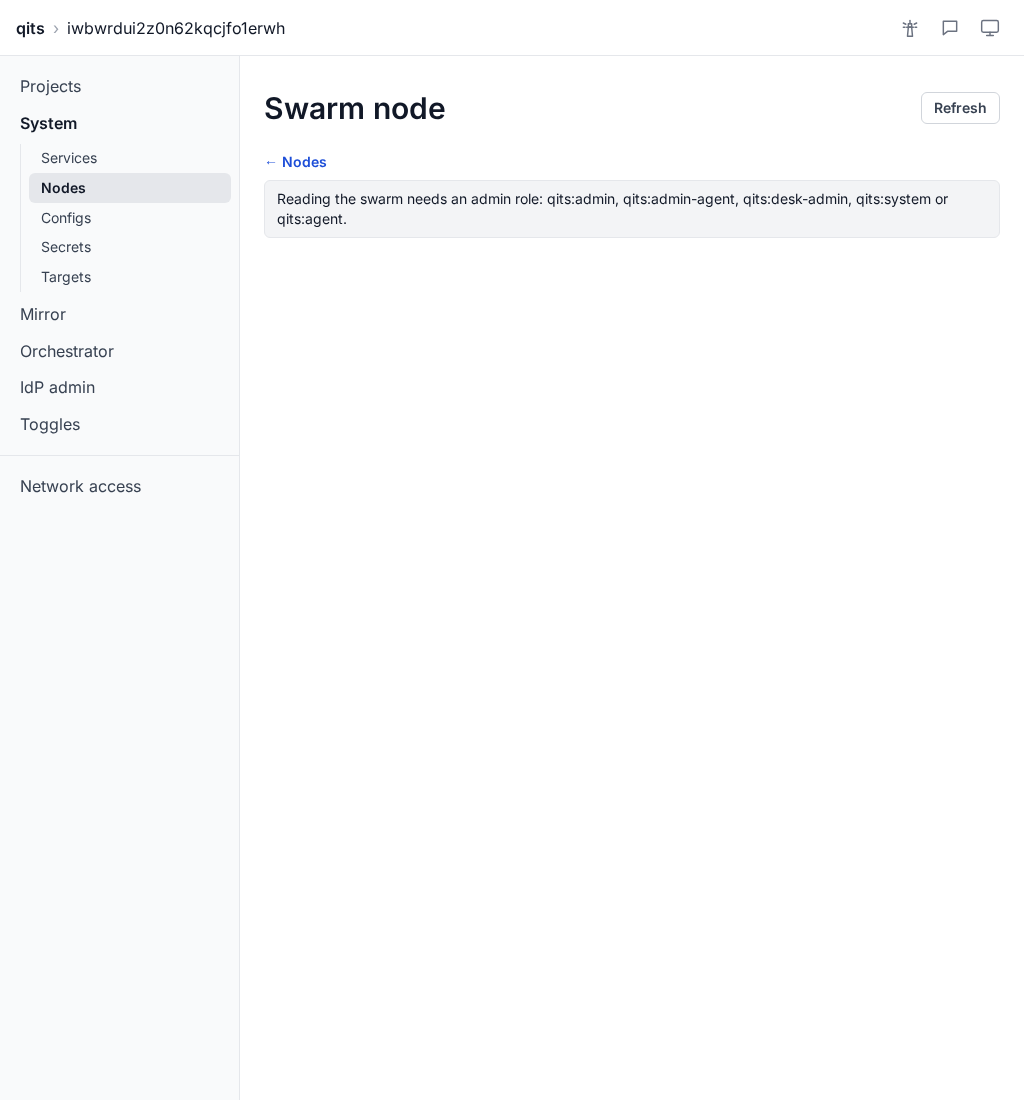 qits › iwbwrdui2z0n62kqcjfo1erwh
Projects
System
Services
Nodes
Configs
Secrets
Targets
Mirror
Orchestrator
IdP admin
Toggles
Network access
Swarm node
Refresh
← Nodes
Reading the swarm needs an admin role: qits:admin, qits:admin-agent, qits:desk-admin, qits:system or
qits:agent.